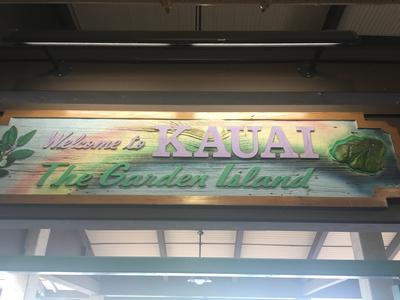 Welcome to KAUAI
The Garden Island